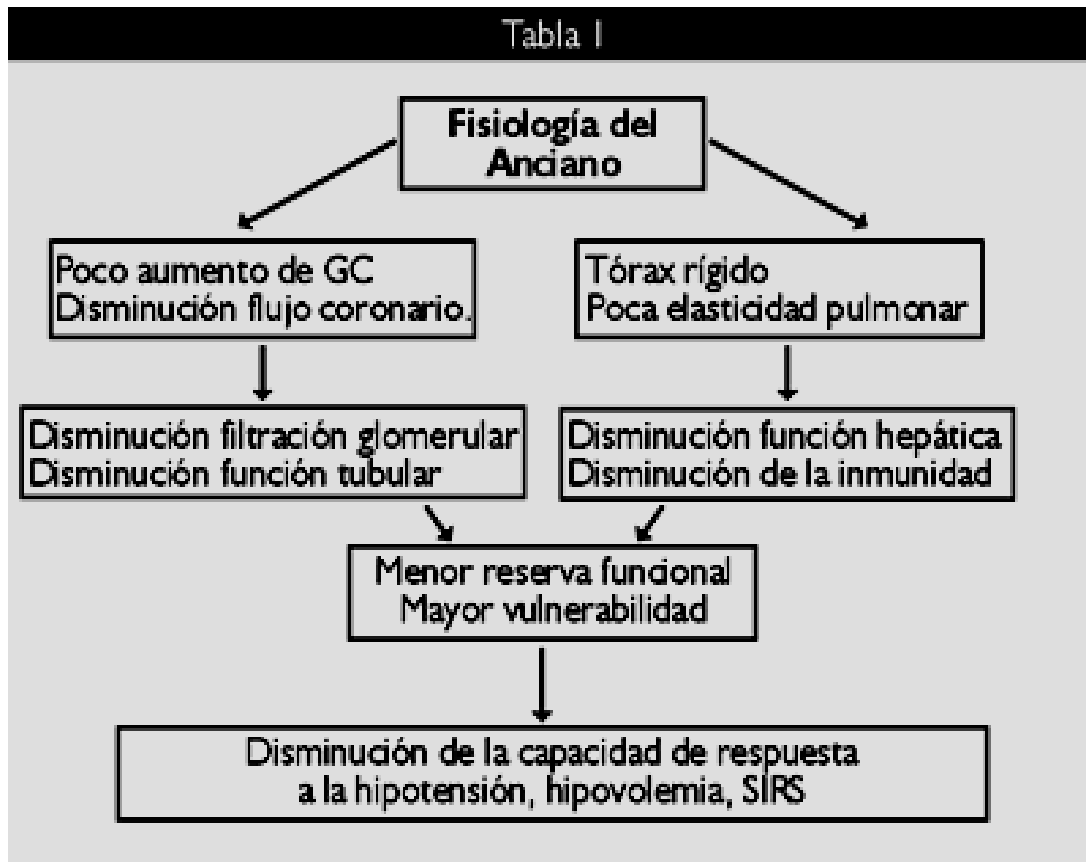 Tabla I
Fisiología del
Anciano
Poco aumento de GC
Disminución flujo coronario.
Tórax rígido
Poca elasticidad pulmonar
Disminución filtración glomerular
Disminución función tubular
Disminución función hepática
Disminución de la inmunidad
Menor reserva funcional
Mayor vulnerabilidad
Disminución de la capacidad de respuesta
a la hipotensión, hipovolemia, SIRS